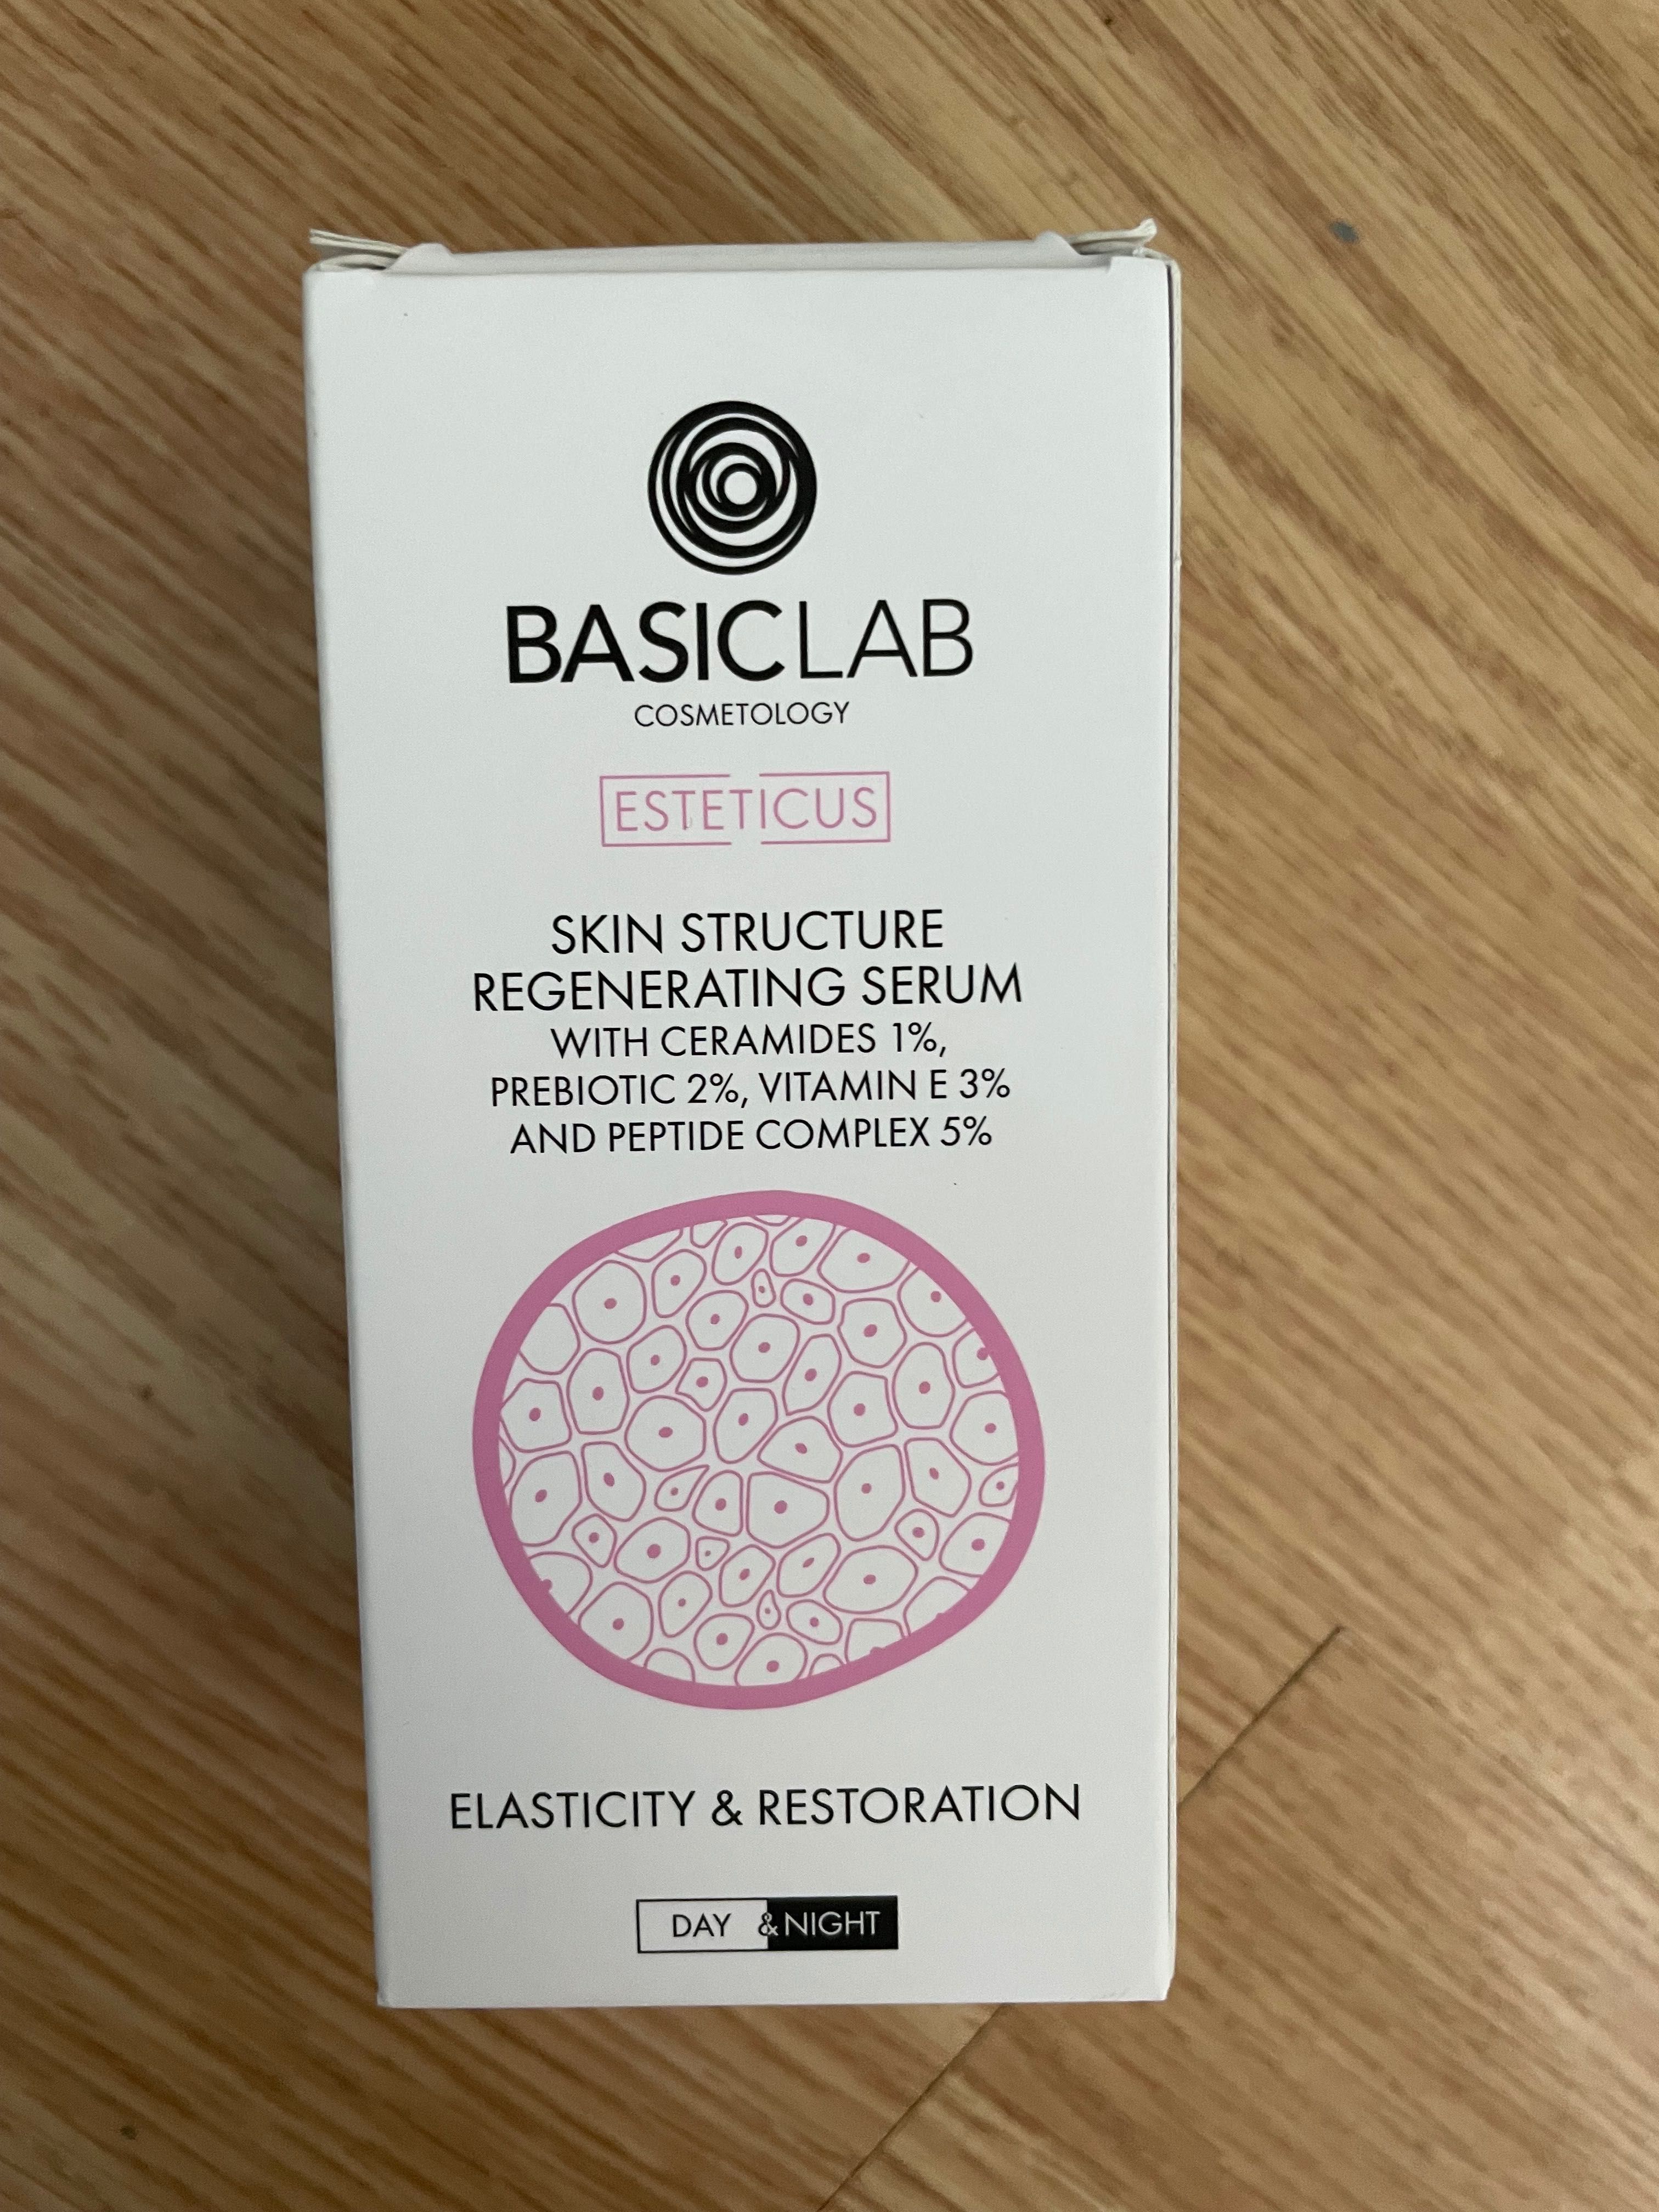 BASICLAB
COSMETOLOGY
ESTETICUS
SKIN STRUCTURE
REGENERATING SERUM
WITH CERAMIDES 1%,
PREBIOTIC 2%, VITAMIN E 3%
AND PEPTIDE COMPLEX 5%
ELASTICITY & RESTORATION
DAY & NIGHT